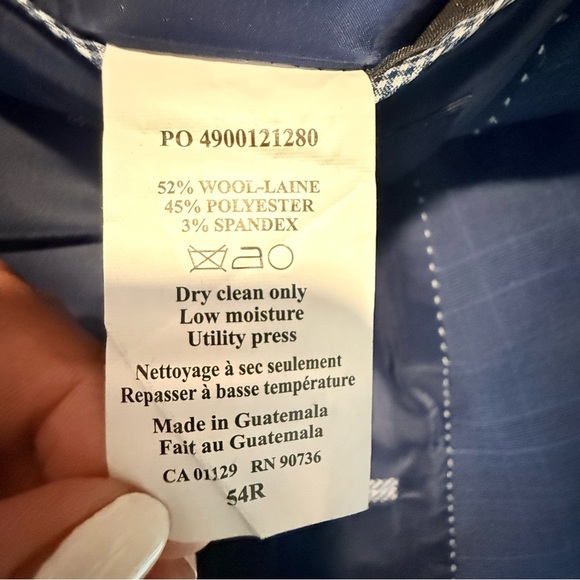 PO 4900121280
52% WOOL-LAINE
45% POLYESTER
3% SPANDEX
Dry clean only
Low moisture
Utility press
Nettoyage à sec seulement
Repasser à basse température
Made in Guatemala
Fait au Guatemala
CA 01129 RN 90736
54R